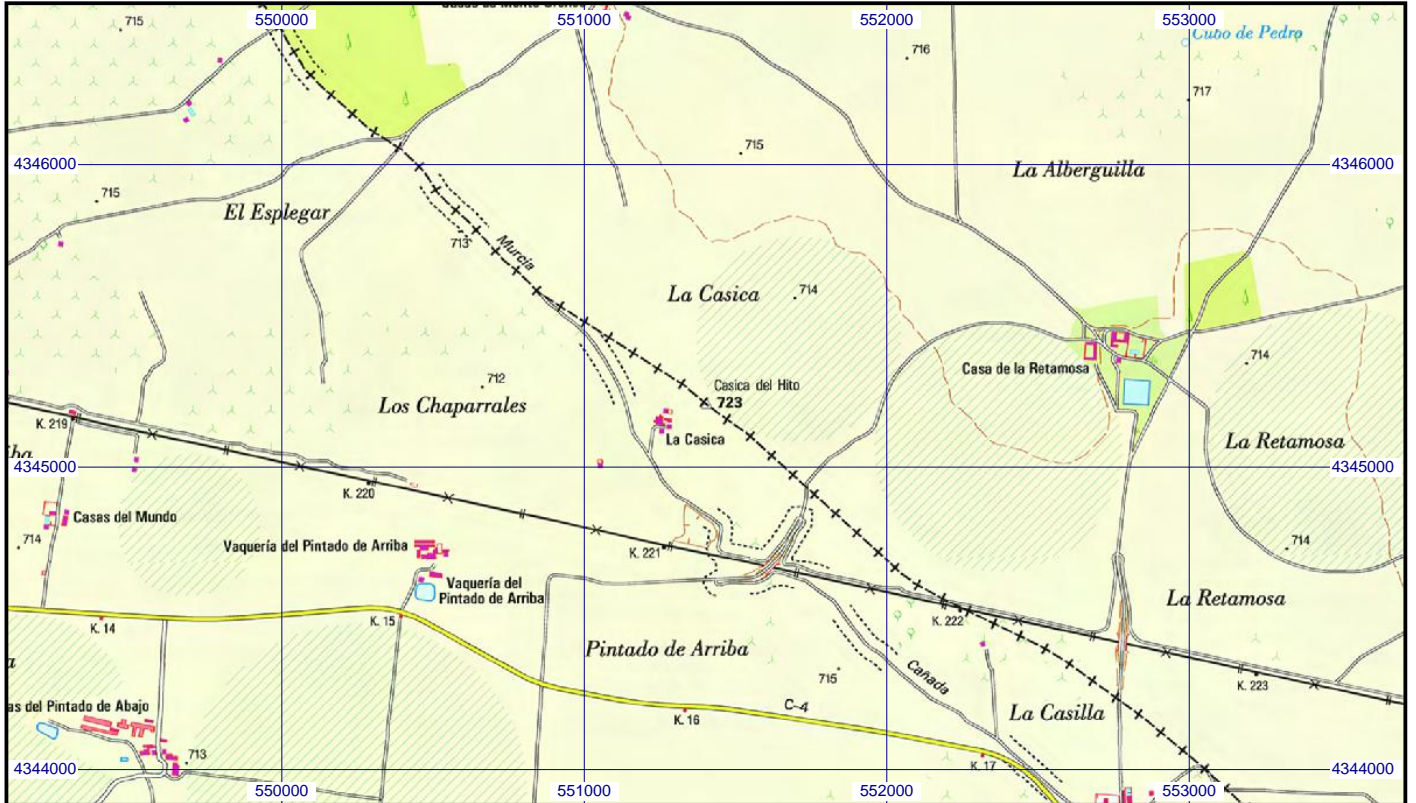 550000
551000
552000
553000
715
716
Cubo de Pedro
717
4346000
715
4346000
La Alberguilla
715
El Esplegar
713
Murcia
La Casica
714
Casa de la Retamosa
714
712
Casica del Hito
723
Los Chaparrales
K. 219
La Casica
La Retamosa
4345000
4345000
K. 220
Casas del Mundo
714
Vaquería del Pintado de Arriba
K. 221
714
Vaquería del
Pintado de Arriba
La Retamosa
K. 14
K. 15
K. 222
Pintado de Arriba
715
Cañada
K. 223
as del Pintado de Abajo
C-4
K. 16
La Casilla
713
K. 17
4344000
4344000
550000
551000
552000
553000